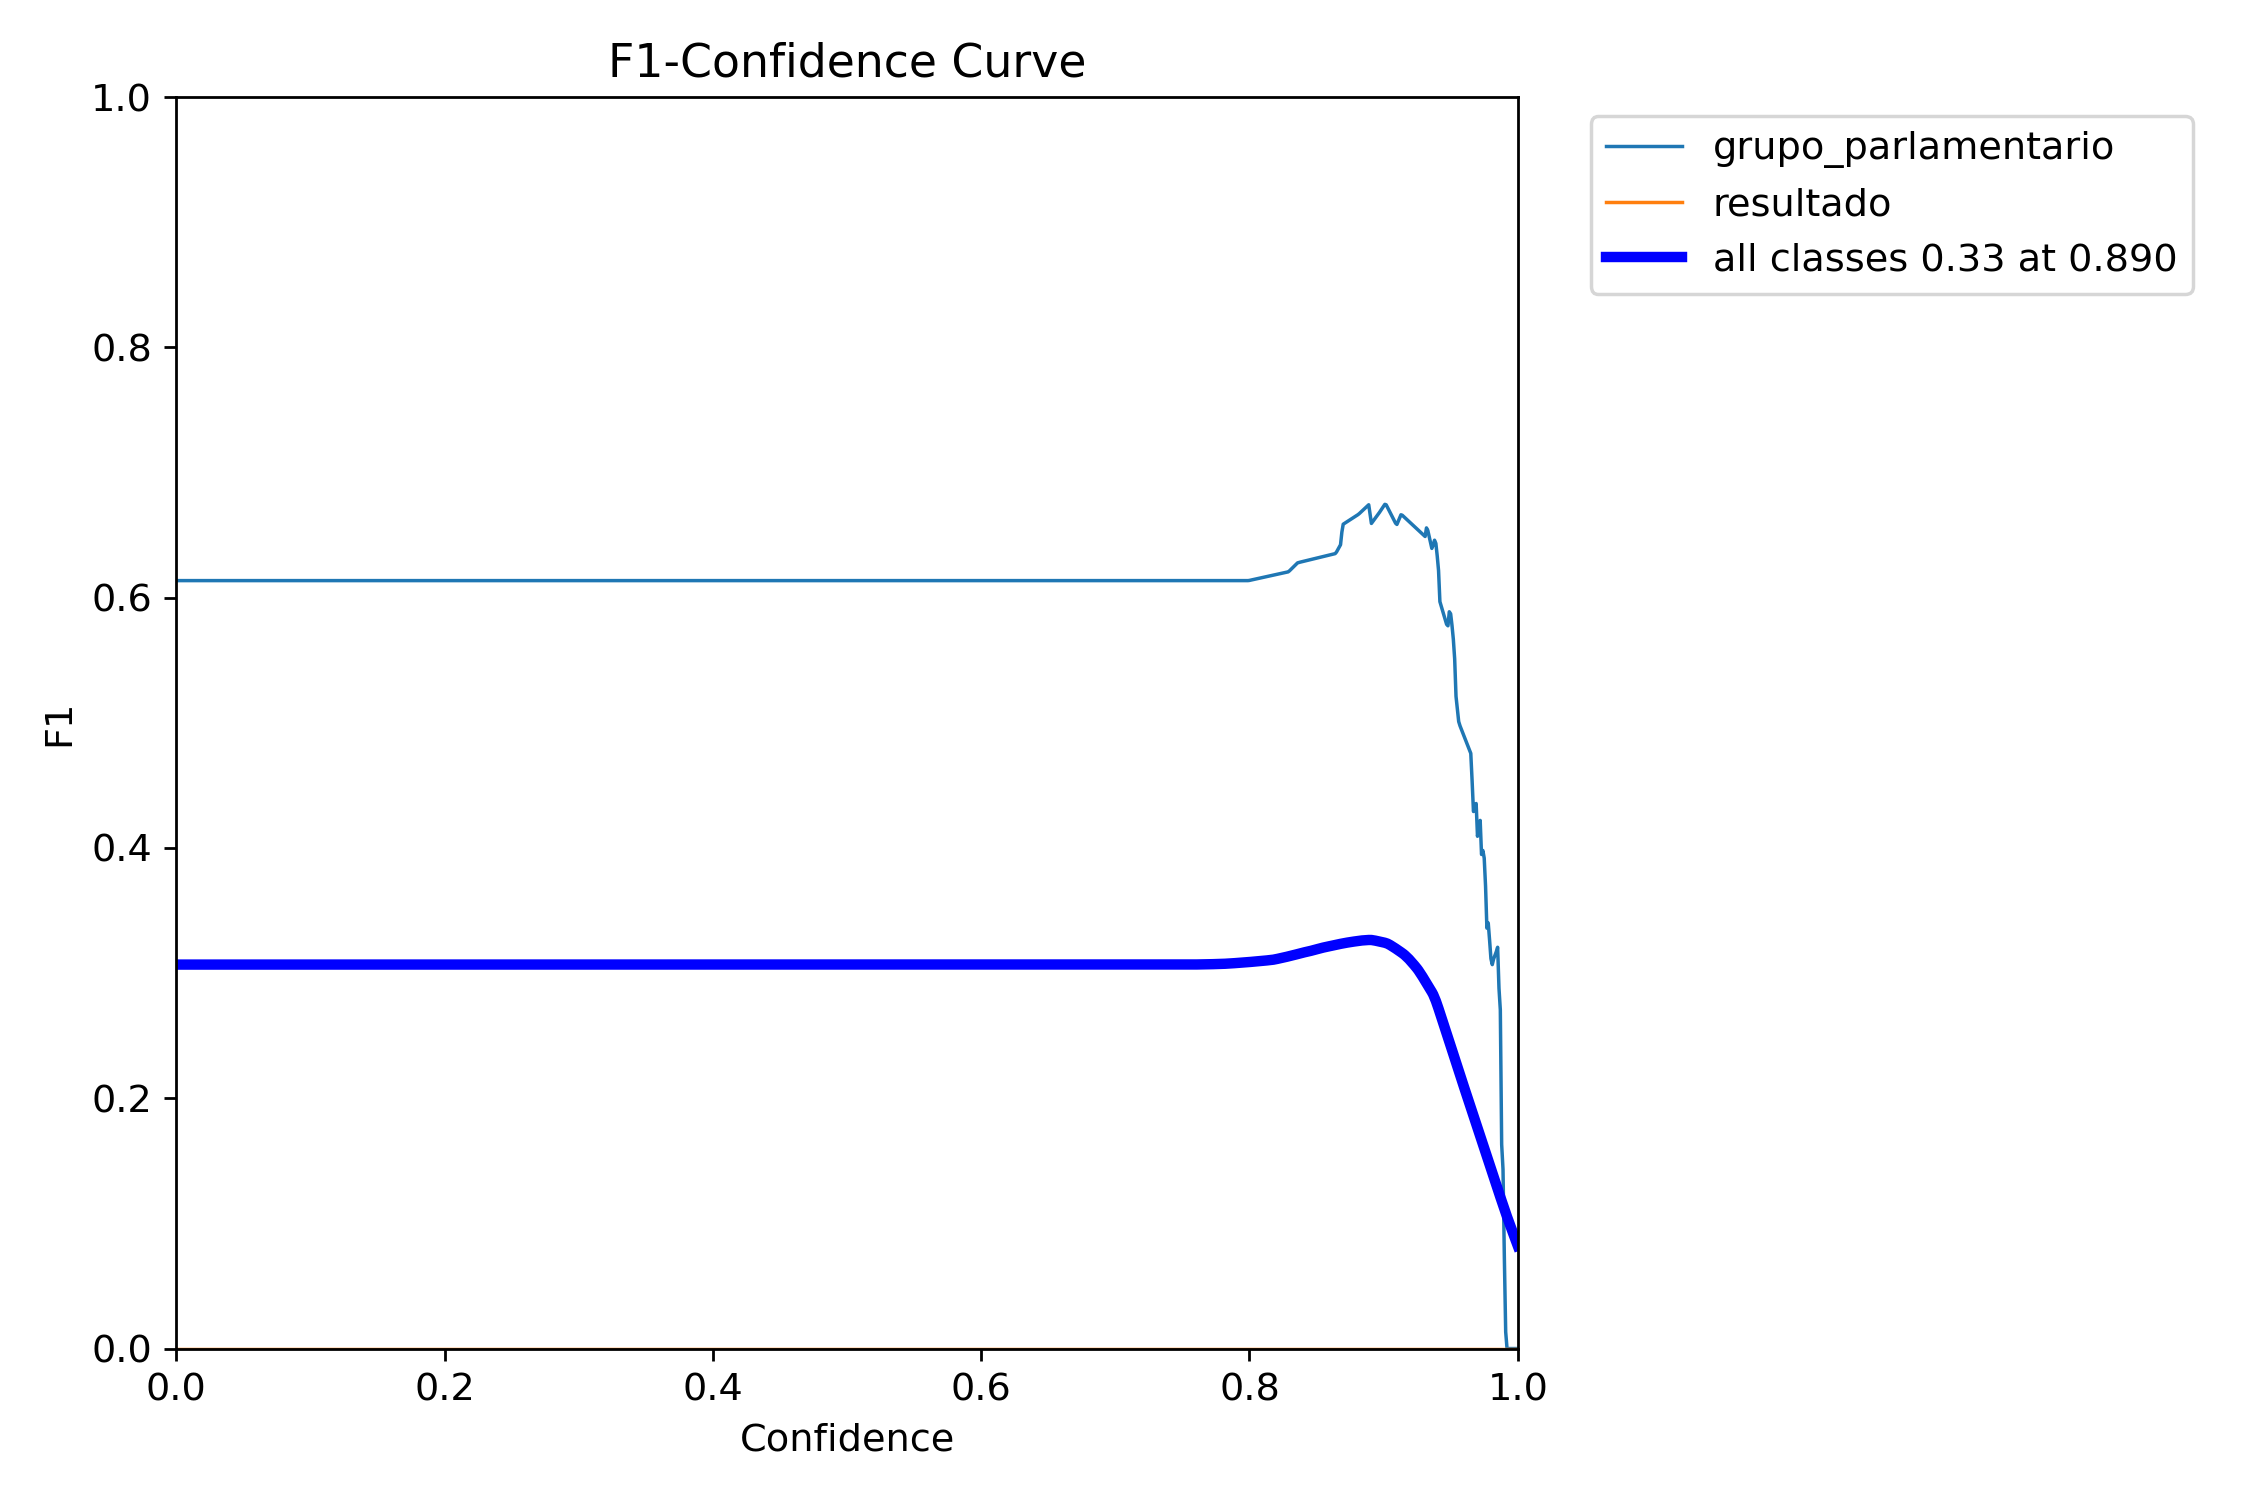 F1-Confidence Curve
1.0
0.8
0.6
0.4
0.2
0.0
F1
0.0 0.2 0.4 0.6 0.8 1.0
Confidence
grupo_parlamentario
resultado
all classes 0.33 at 0.890